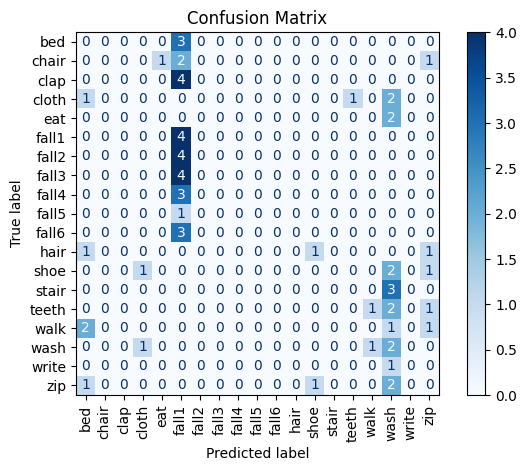 Confusion Matrix
True label
bed 0 0 0 0 0 3 0 0 0 0 0 0 0 0 0 0 0 0 0
chair 0 0 0 0 1 2 0 0 0 0 0 0 0 0 0 0 0 0 1
clap 0 0 0 0 0 4 0 0 0 0 0 0 0 0 0 0 0 0 0
cloth 1 0 0 0 0 0 0 0 0 0 0 0 0 0 1 0 2 0 0
eat 0 0 0 0 0 0 0 0 0 0 0 0 0 0 0 0 2 0 0
fall1 0 0 0 0 0 4 0 0 0 0 0 0 0 0 0 0 0 0 0
fall2 0 0 0 0 0 4 0 0 0 0 0 0 0 0 0 0 0 0 0
fall3 0 0 0 0 0 4 0 0 0 0 0 0 0 0 0 0 0 0 0
fall4 0 0 0 0 0 3 0 0 0 0 0 0 0 0 0 0 0 0 0
fall5 0 0 0 0 0 1 0 0 0 0 0 0 0 0 0 0 0 0 0
fall6 0 0 0 0 0 3 0 0 0 0 0 0 0 0 0 0 0 0 0
hair 1 0 0 0 0 0 0 0 0 0 0 0 1 0 0 0 0 0 1
shoe 0 0 0 1 0 0 0 0 0 0 0 0 0 0 0 0 2 0 1
stair 0 0 0 0 0 0 0 0 0 0 0 0 0 0 0 0 3 0 0
teeth 0 0 0 0 0 0 0 0 0 0 0 0 0 0 0 1 2 0 1
walk 2 0 0 0 0 0 0 0 0 0 0 0 0 0 0 0 1 0 1
wash 0 0 0 1 0 0 0 0 0 0 0 0 0 0 0 1 2 0 0
write 0 0 0 0 0 0 0 0 0 0 0 0 0 0 0 0 1 0 0
zip 1 0 0 0 0 0 0 0 0 0 0 0 1 0 0 0 2 0 0
bed chair clap cloth eat fall1 fall2 fall3 fall4 fall5 fall6 hair shoe stair teeth walk wash write zip
Predicted label
4.0
3.5
3.0
2.5
2.0
1.5
1.0
0.5
0.0